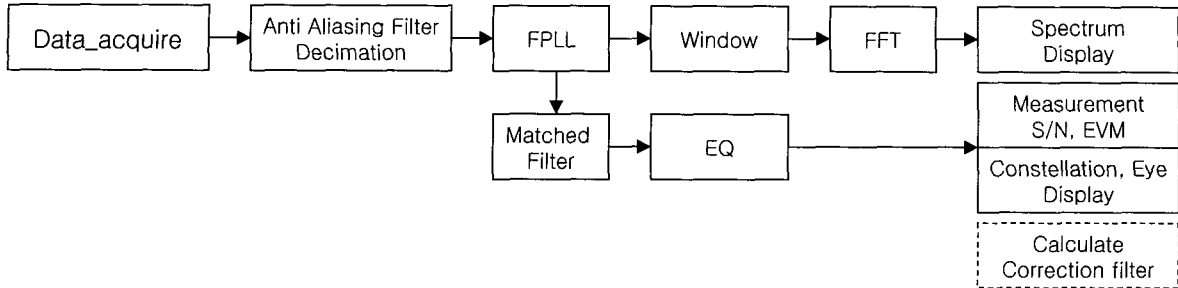 Data_acquire
Anti Aliasing Filter
Decimation
FPLL
Window
FFT
Spectrum
Display
Matched
Filter
EQ
Measurement
S/N, EVM
Constellation, Eye
Display
Calculate
Correction filter